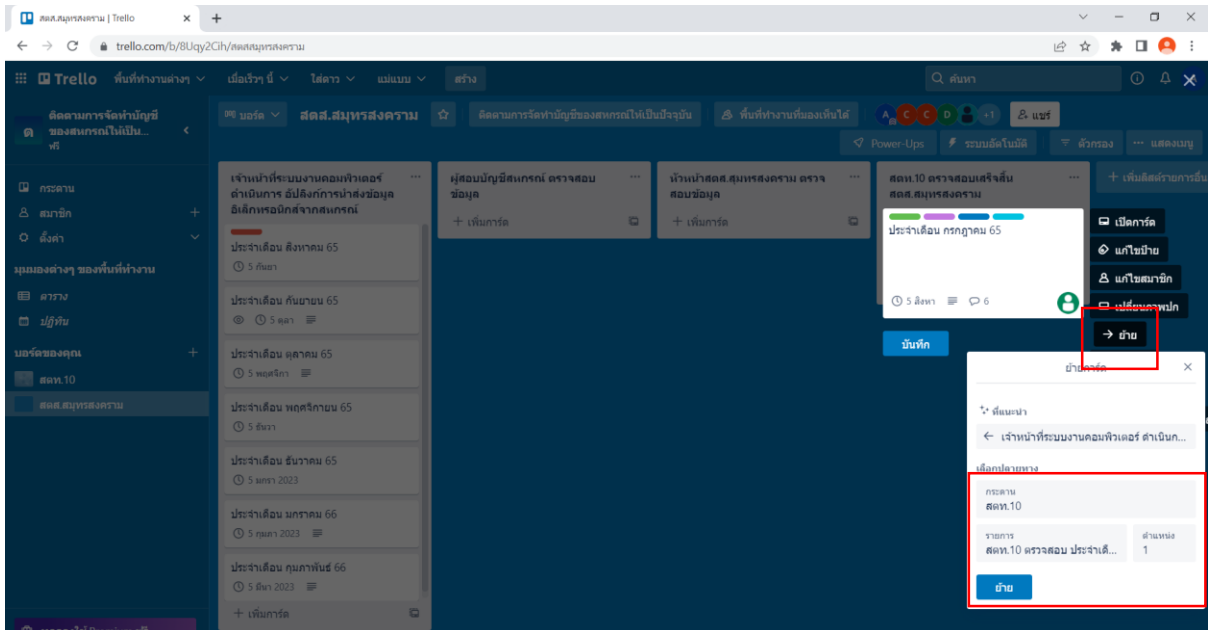 สตส.สมุทรสงคราม | Trello
trello.com/b/8Uqy2Cih/สตสสมุทรสงคราม
Trello พื้นที่ทำงานต่างๆ เมื่อเร็วๆ นี้ ใส่ดาว แม่แบบ สร้าง ค้นหา
ติดตามการจัดทำบัญชี
ของสหกรณ์ให้เป็น...
ฟรี
ต
บอร์ด สตส.สมุทรสงคราม ติดตามการจัดทำบัญชีของสหกรณ์ให้เป็นปัจจุบัน พื้นที่ทำงานที่มองเห็นได้ A C C D +1 แชร์
Power-Ups ระบบอัตโนมัติ ตัวกรอง ... แสดงเมนู
กระดาน
สมาชิก
ตั้งค่า
มุมมองต่างๆ ของพื้นที่ทำงาน
ตาราง
ปฏิทิน
บอร์ดของคุณ
สตท.10
สตส.สมุทรสงคราม
เจ้าหน้าที่ระบบงานคอมพิวเตอร์
ดำเนินการ อัปลิงก์การนำส่งข้อมูล
อิเล็กทรอนิกส์จากสหกรณ์
ประจำเดือน สิงหาคม 65
5 กันยา
ประจำเดือน กันยายน 65
5 ตุลา
ประจำเดือน ตุลาคม 65
5 พฤศจิกา
ประจำเดือน พฤศจิกายน 65
5 ธันวา
ประจำเดือน ธันวาคม 65
5 มกรา 2023
ประจำเดือน มกราคม 66
5 กุมภา 2023
ประจำเดือน กุมภาพันธ์ 66
5 มีนา 2023
+ เพิ่มการ์ด
ผู้สอบบัญชีสหกรณ์ ตรวจสอบ
ข้อมูล
+ เพิ่มการ์ด
หัวหน้าสตส.สมุทรสงคราม ตรวจ
สอบข้อมูล
+ เพิ่มการ์ด
สตท.10 ตรวจสอบเสร็จสิ้น
สตส.สมุทรสงคราม
ประจำเดือน กรกฎาคม 65
5 สิงหา 6
บันทึก
+ เพิ่มลิสต์รายการอื่น
เปิดการ์ด
แก้ไขป้าย
แก้ไขสมาชิก
เปลี่ยนภาพปก
→ ย้าย
ย้ายการ์ด
ที่แนะนำ
← เจ้าหน้าที่ระบบงานคอมพิวเตอร์ ดำเนินก...
เลือกปลายทาง
กระดาน
สตท.10
รายการ ตำแหน่ง
สตท.10 ตรวจสอบ ประจำเดื... 1
ย้าย